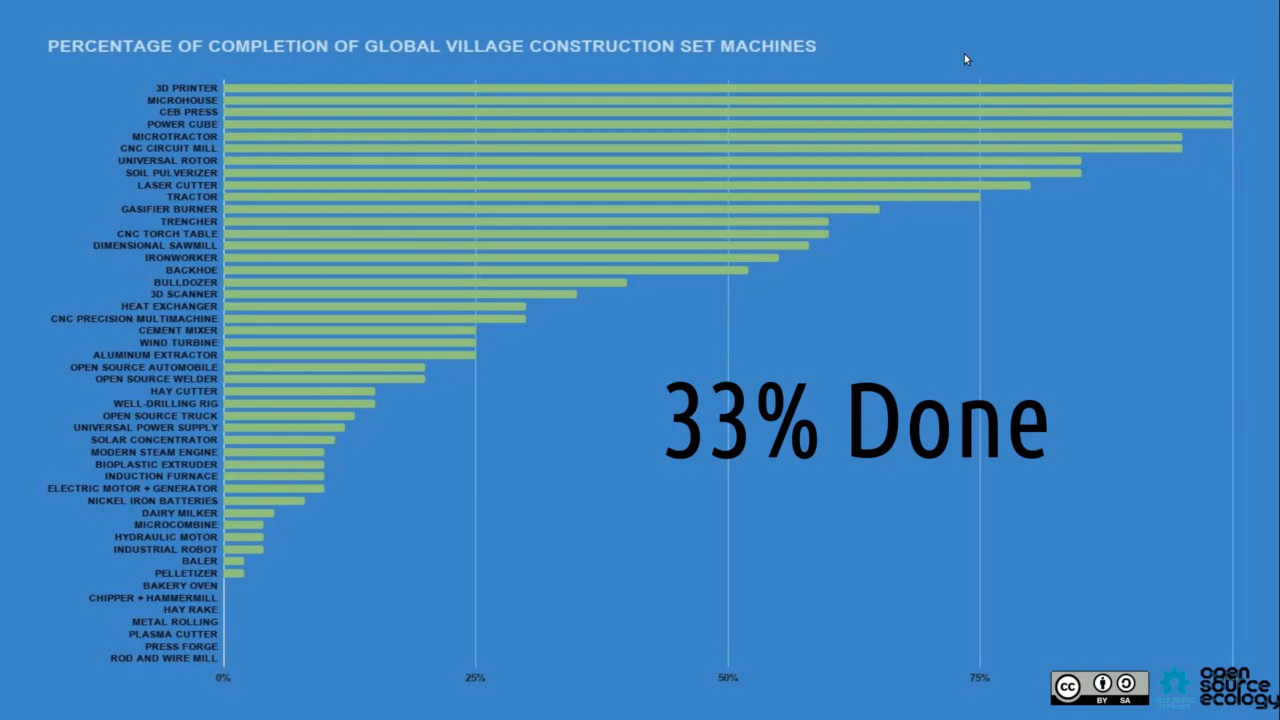 PERCENTAGE OF COMPLETION OF GLOBAL VILLAGE CONSTRUCTION SET MACHINES
3D PRINTER
MICROHOUSE
CEB PRESS
POWER CUBE
MICROTRACTOR
CNC CIRCUIT MILL
UNIVERSAL ROTOR
SOIL PULVERIZER
LASER CUTTER
TRACTOR
GASIFIER BURNER
TRENCHER
CNC TORCH TABLE
DIMENSIONAL SAWMILL
IRONWORKER
BACKHOE
BULLDOZER
3D SCANNER
HEAT EXCHANGER
CNC PRECISION MULTIMACHINE
CEMENT MIXER
WIND TURBINE
ALUMINUM EXTRACTOR
OPEN SOURCE AUTOMOBILE
OPEN SOURCE WELDER
HAY CUTTER
WELL-DRILLING RIG
OPEN SOURCE TRUCK
UNIVERSAL POWER SUPPLY
SOLAR CONCENTRATOR
MODERN STEAM ENGINE
BIOPLASTIC EXTRUDER
INDUCTION FURNACE
ELECTRIC MOTOR + GENERATOR
NICKEL IRON BATTERIES
DAIRY MILKER
MICROCOMBINE
HYDRAULIC MOTOR
INDUSTRIAL ROBOT
BALER
PELLETIZER
BAKERY OVEN
CHIPPER + HAMMERMILL
HAY RAKE
METAL ROLLING
PLASMA CUTTER
PRESS FORGE
ROD AND WIRE MILL
33% Done
0% 25% 50% 75%
cc BY SA
open
source
ecology